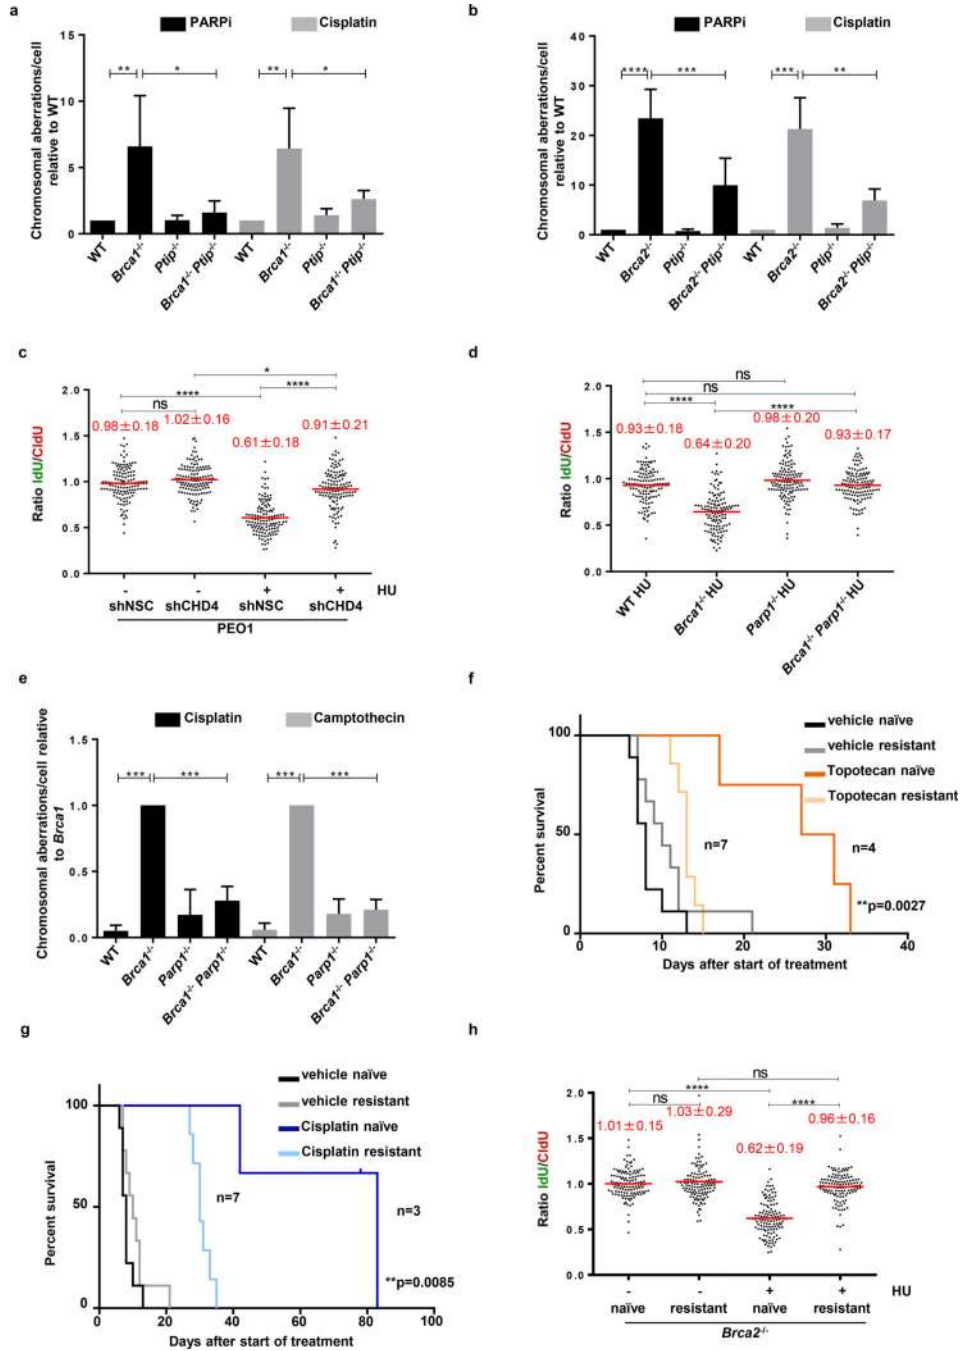 a
PARPi
Cisplatin
Chromosomal aberrations/cell
relative to WT
15
10
5
0
**
*
**
*
WT
Brca1-/-
Ptip-/-
Brca1-/- Ptip-/-
WT
Brca1-/-
Ptip-/-
Brca1-/- Ptip-/-
b
PARPi
Cisplatin
Chromosomal aberrations/cell
relative to WT
40
30
20
10
0
****
***
***
**
WT
Brca2-/-
Ptip-/-
Brca2-/- Ptip-/-
WT
Brca2-/-
Ptip-/-
Brca2-/- Ptip-/-
c
Ratio IdU/CldU
2.0
1.5
1.0
0.5
0.0
*
****
****
ns
0.98±0.18
1.02±0.16
0.61±0.18
0.91±0.21
- - + + HU
shNSC shCHD4 shNSC shCHD4
PEO1
d
Ratio IdU/CldU
2.0
1.5
1.0
0.5
0.0
ns
ns
****
****
0.93±0.18
0.64±0.20
0.98±0.20
0.93±0.17
WT HU
Brca1-/- HU
Parp1-/- HU
Brca1-/- Parp1-/- HU
e
Cisplatin
Camptothecin
Chromosomal aberrations/cell relative
to Brca1
1.5
1.0
0.5
0.0
***
***
***
***
WT
Brca1-/-
Parp1-/-
Brca1-/- Parp1-/-
WT
Brca1-/-
Parp1-/-
Brca1-/- Parp1-/-
f
vehicle naïve
vehicle resistant
Topotecan naïve
Topotecan resistant
Percent survival
100
50
0
n=7
n=4
**p=0.0027
0 10 20 30 40
Days after start of treatment
g
vehicle naïve
vehicle resistant
Cisplatin naïve
Cisplatin resistant
Percent survival
100
50
0
n=7
n=3
**p=0.0085
0 20 40 60 80 100
Days after start of treatment
h
Ratio IdU/CldU
2.0
1.5
1.0
0.5
0.0
ns
****
ns
****
1.01±0.15
1.03±0.29
0.62±0.19
0.96±0.16
- - + + HU
naïve resistant naïve resistant
Brca2-/-